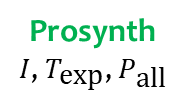 Prosynth
I, Texp, Pall